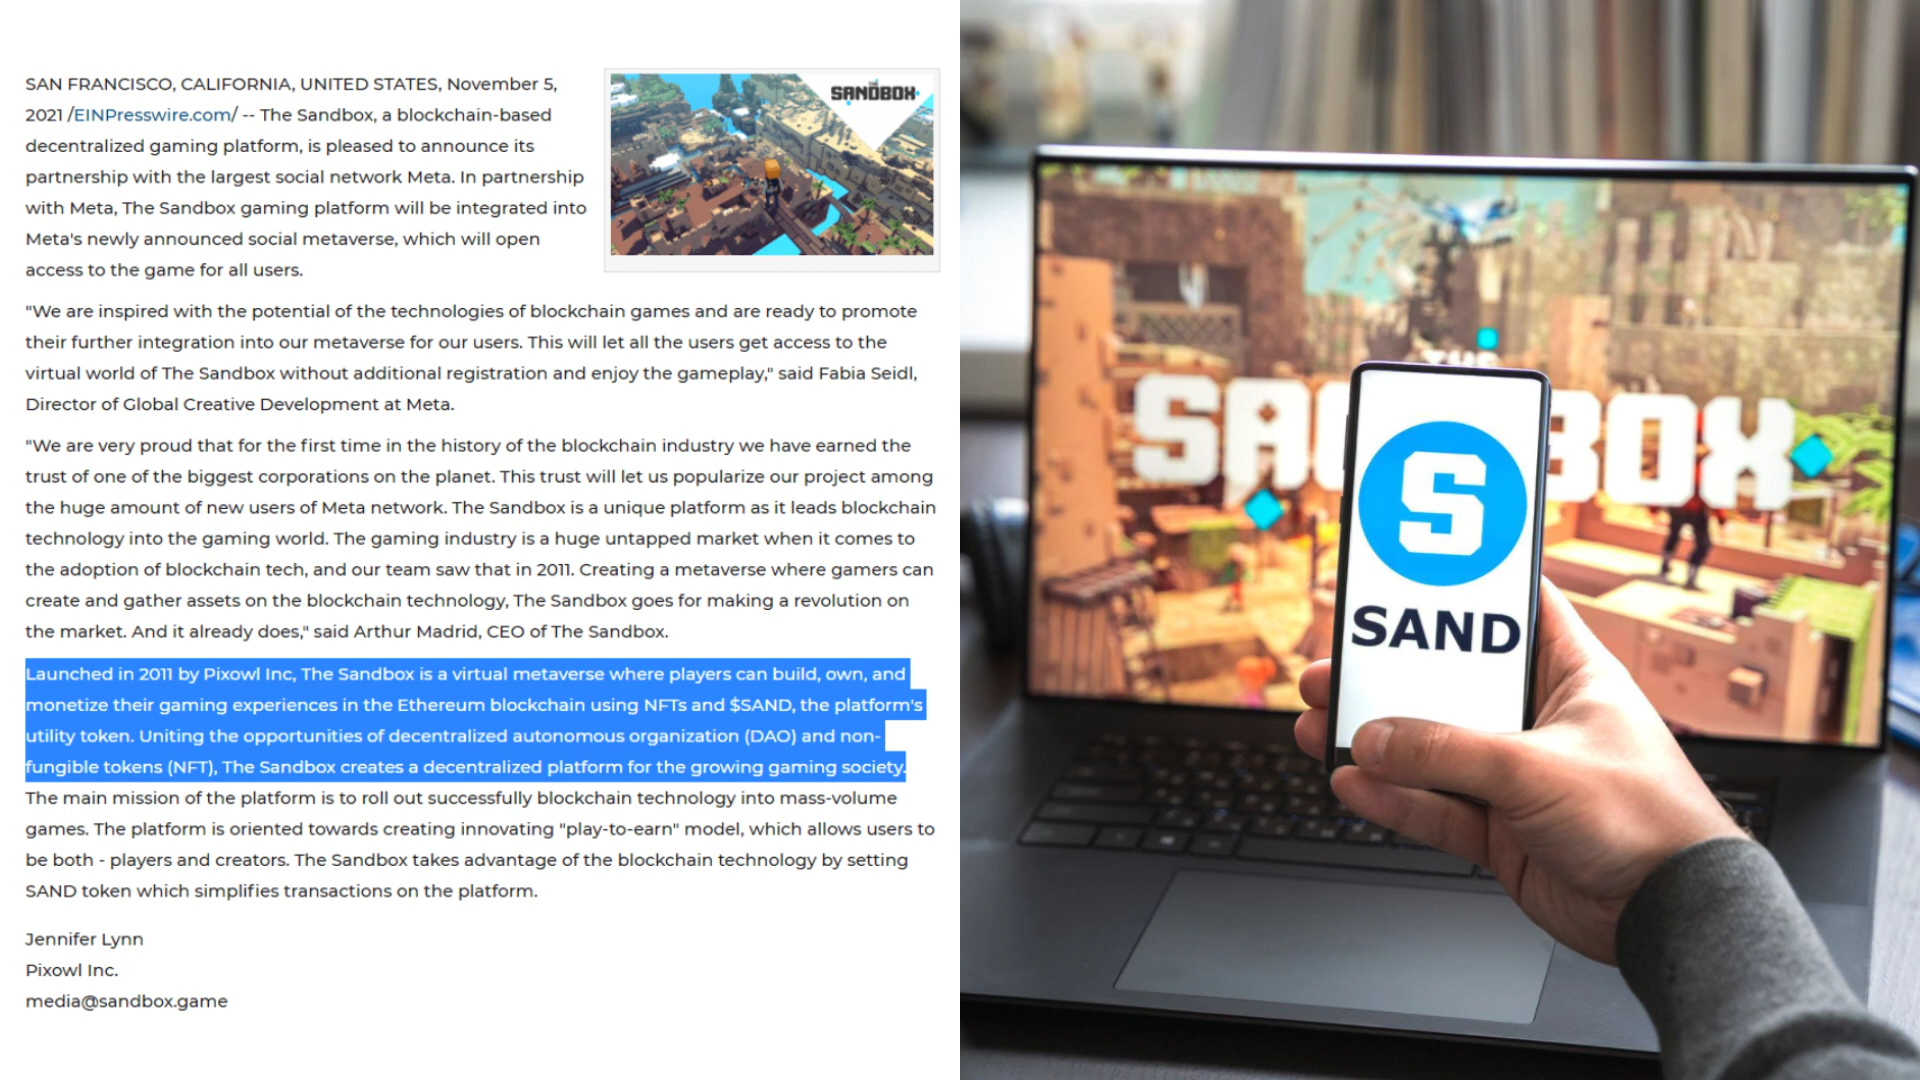 SAN FRANCISCO, CALIFORNIA, UNITED STATES, November 5,
2021 /EINPresswire.com/ -- The Sandbox, a blockchain-based
decentralized gaming platform, is pleased to announce its
partnership with the largest social network Meta. In partnership
with Meta, The Sandbox gaming platform will be integrated into
Meta's newly announced social metaverse, which will open
access to the game for all users.
THE
SANDBOX
"We are inspired with the potential of the technologies of blockchain games and are ready to promote
their further integration into our metaverse for our users. This will let all the users get access to the
virtual world of The Sandbox without additional registration and enjoy the gameplay," said Fabia Seidl,
Director of Global Creative Development at Meta.
"We are very proud that for the first time in the history of the blockchain industry we have earned the
trust of one of the biggest corporations on the planet. This trust will let us popularize our project among
the huge amount of new users of Meta network. The Sandbox is a unique platform as it leads blockchain
technology into the gaming world. The gaming industry is a huge untapped market when it comes to
the adoption of blockchain tech, and our team saw that in 2011. Creating a metaverse where gamers can
create and gather assets on the blockchain technology, The Sandbox goes for making a revolution on
the market. And it already does," said Arthur Madrid, CEO of The Sandbox.
Launched in 2011 by Pixowl Inc, The Sandbox is a virtual metaverse where players can build, own, and
monetize their gaming experiences in the Ethereum blockchain using NFTs and $SAND, the platform's
utility token. Uniting the opportunities of decentralized autonomous organization (DAO) and non-
fungible tokens (NFT), The Sandbox creates a decentralized platform for the growing gaming society.
The main mission of the platform is to roll out successfully blockchain technology into mass-volume
games. The platform is oriented towards creating innovating "play-to-earn" model, which allows users to
be both - players and creators. The Sandbox takes advantage of the blockchain technology by setting
SAND token which simplifies transactions on the platform.
Jennifer Lynn
Pixowl Inc.
media@sandbox.game
THE
SA BOX
S
SAND